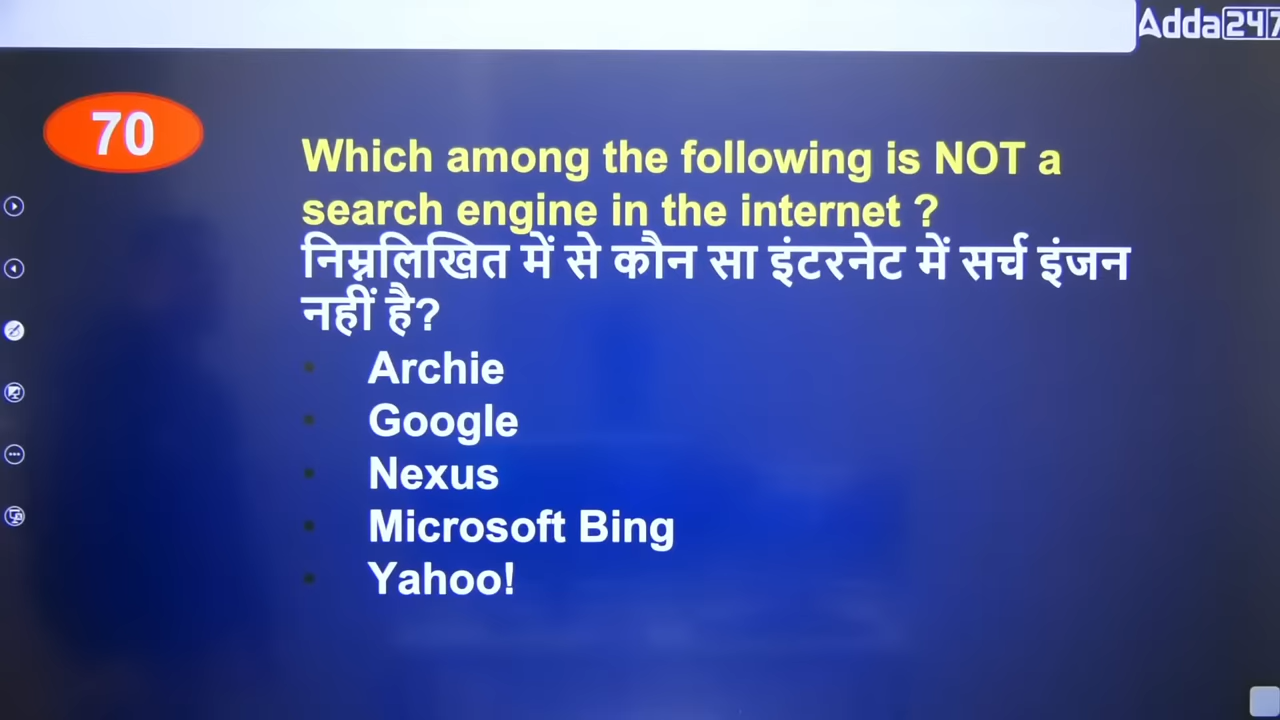 Adda247
70
Which among the following is NOT a
search engine in the internet ?
निम्नलिखित में से कौन सा इंटरनेट में सर्च इंजन
नहीं है?
Archie
Google
Nexus
Microsoft Bing
Yahoo!